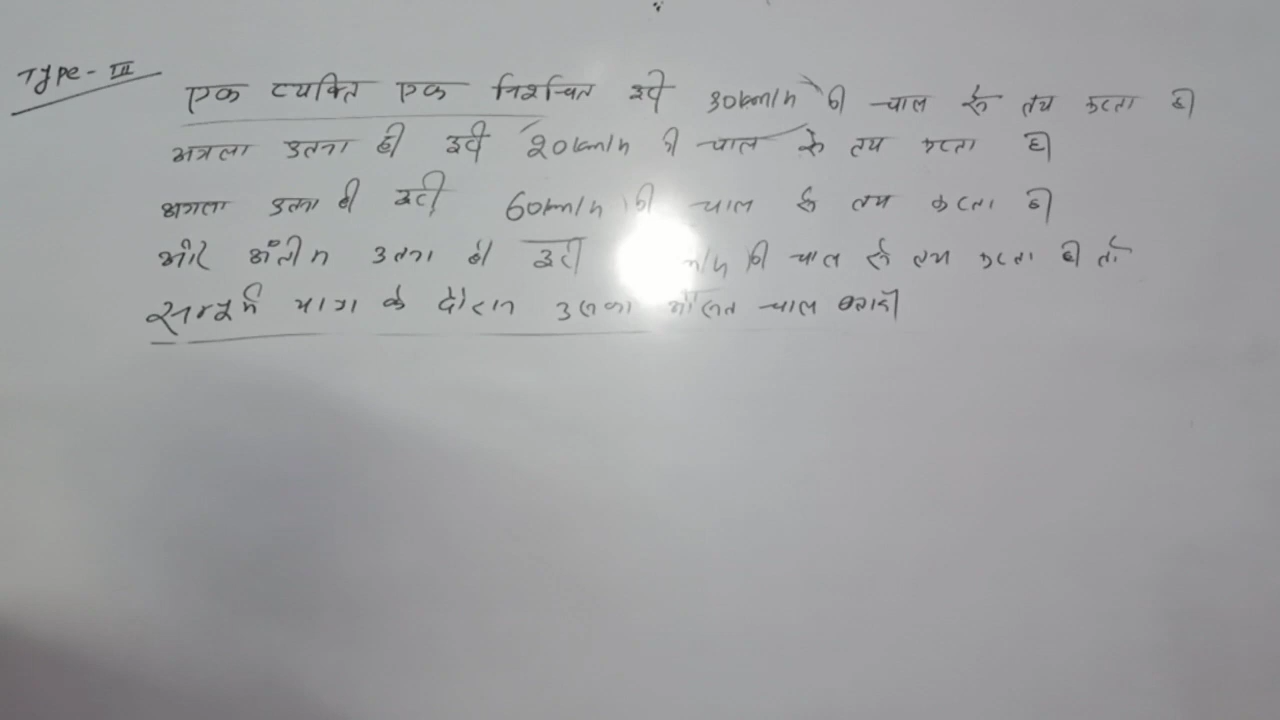 Type-III
एक व्यक्ति एक निश्चित दुरी 30km/h की चाल से तय करता है
अगला उतना ही दुरी 20km/h की चाल से तय करता है
अगला उतना ही दुरी 60km/h की चाल से तय करता है
और अंतीम उतना ही दुरी m/h की चाल से तय करता है तो
सम्पूर्ण यात्रा के दौरान उसका औसत चाल बताऐं